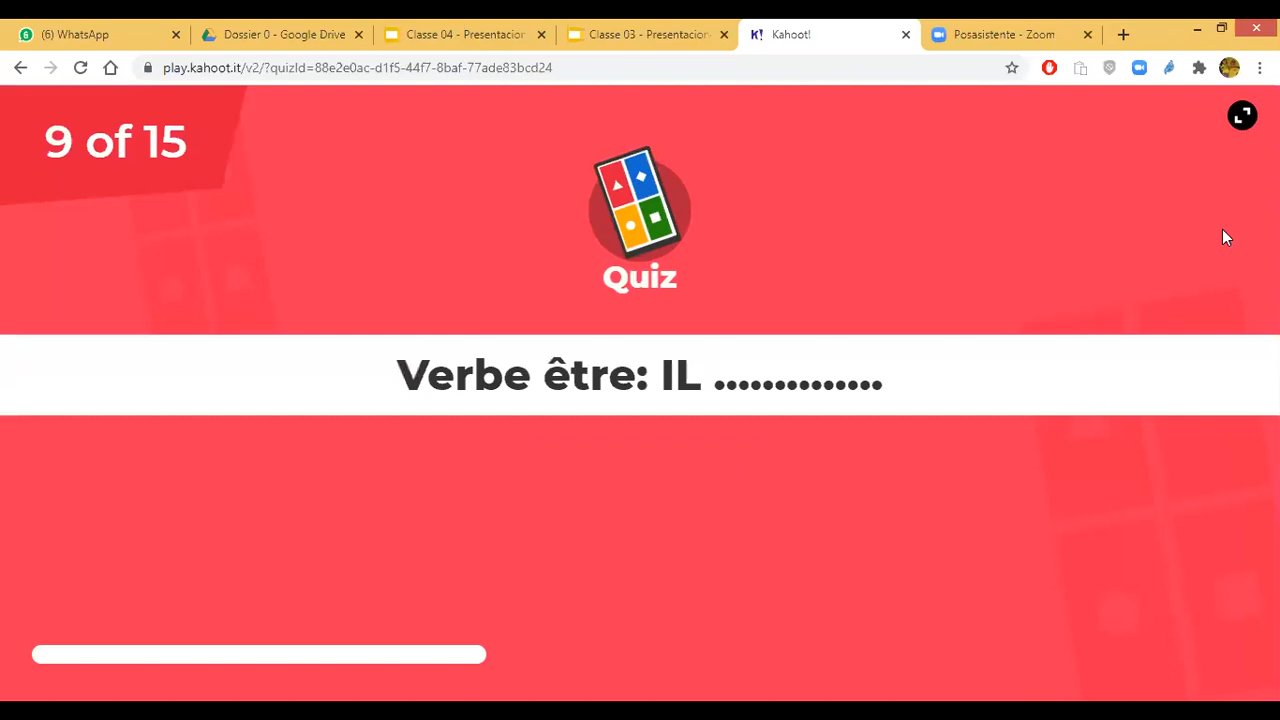 (6) WhatsApp
Dossier 0 - Google Drive
Classe 04 - Presentacion
Classe 03 - Presentacion
K! Kahoot!
Posasistente - Zoom
play.kahoot.it/v2/?quizId=88e2e0ac-d1f5-44f7-8baf-77ade83bcd24
9 of 15
Quiz
Verbe être: IL ..............